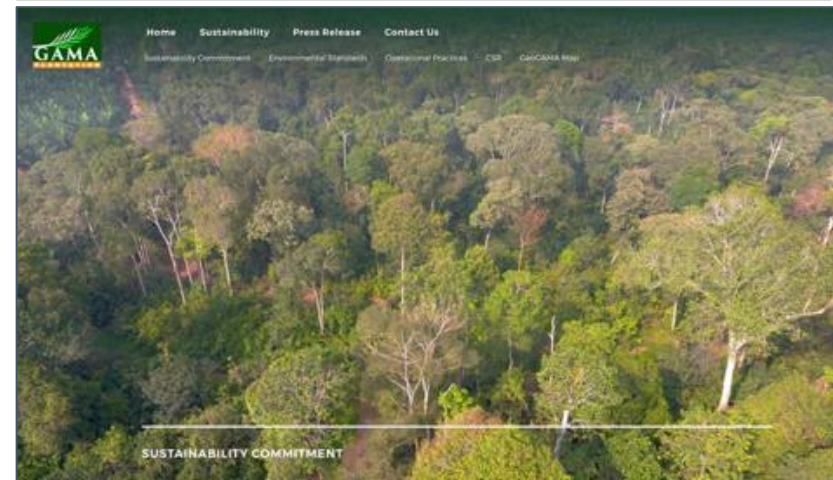 GAMA
PLANTATION
Home Sustainability Press Release Contact Us
Sustainability Commitment Environmental Standards Operational Practices CSR GeoGAMA Map
SUSTAINABILITY COMMITMENT